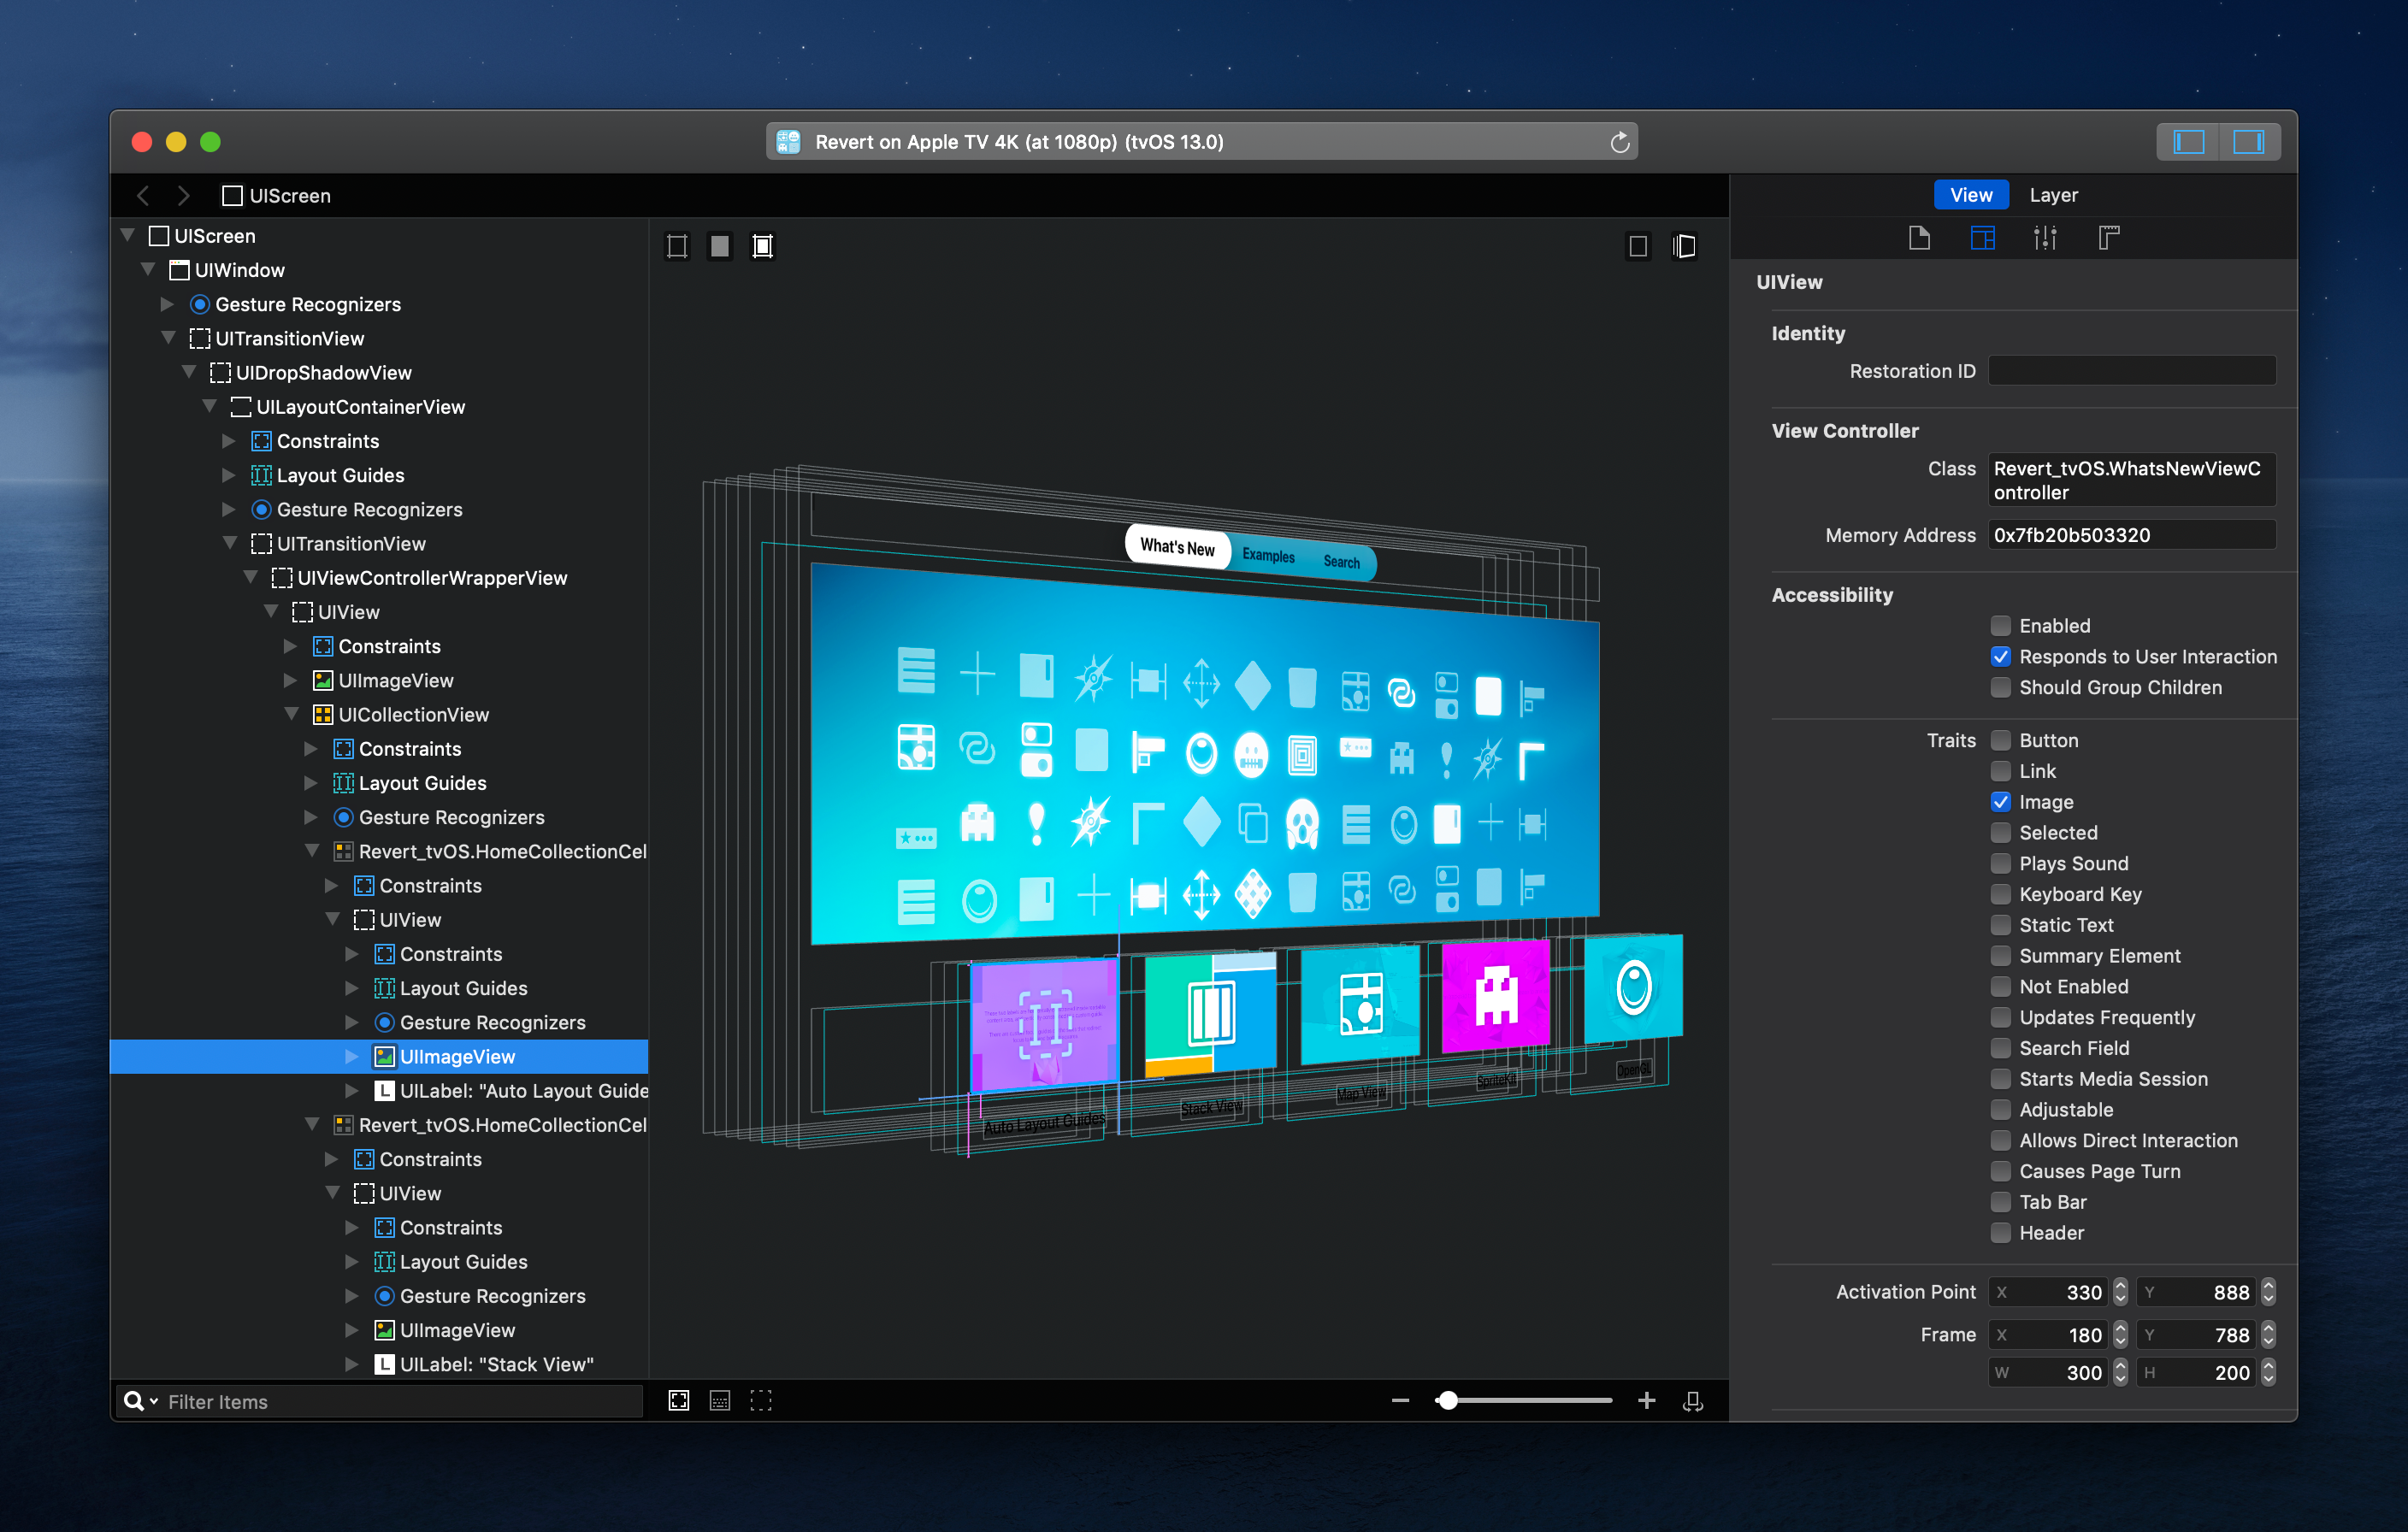 Revert on Apple TV 4K (at 1080p) (tvOS 13.0)
UIScreen
View Layer
UIScreen
UIWindow
Gesture Recognizers
UITransitionView
UIDropShadowView
UILayoutContainerView
Constraints
Layout Guides
Gesture Recognizers
UITransitionView
UIViewControllerWrapperView
UIView
Constraints
UIImageView
UICollectionView
Constraints
Layout Guides
Gesture Recognizers
Revert_tvOS.HomeCollectionCel
Constraints
UIView
Constraints
Layout Guides
Gesture Recognizers
UIImageView
L UILabel: "Auto Layout Guide
Revert_tvOS.HomeCollectionCel
Constraints
UIView
Constraints
Layout Guides
Gesture Recognizers
UIImageView
L UILabel: "Stack View"
Filter Items
What's New Examples Search
Auto Layout Guides
Stack View
Map View
SpriteKit
OpenGL
UIView
Identity
Restoration ID
View Controller
Class Revert_tvOS.WhatsNewViewC
ontroller
Memory Address 0x7fb20b503320
Accessibility
Enabled
Responds to User Interaction
Should Group Children
Traits Button
Link
Image
Selected
Plays Sound
Keyboard Key
Static Text
Summary Element
Not Enabled
Updates Frequently
Search Field
Starts Media Session
Adjustable
Allows Direct Interaction
Causes Page Turn
Tab Bar
Header
Activation Point X 330 Y 888
Frame X 180 Y 788
W 300 H 200